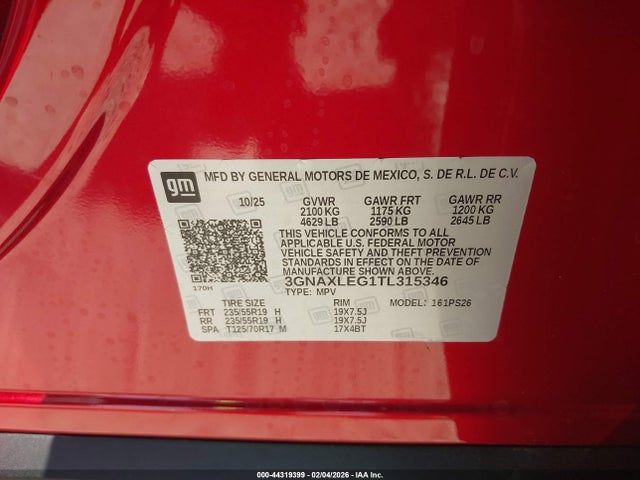 gm
MFD BY GENERAL MOTORS DE MEXICO, S. DE R.L. DE C.V.
10/25 GVWR GAWR FRT GAWR RR
2100 KG 1175 KG 1200 KG
4629 LB 2590 LB 2645 LB
THIS VEHICLE CONFORMS TO ALL
APPLICABLE U.S. FEDERAL MOTOR
VEHICLE SAFETY AND THEFT PREVENTION
STANDARDS IN EFFECT ON THE DATE OF
MANUFACTURE SHOWN ABOVE.
170H
3GNAXLEG1TL315346
TYPE: MPV MODEL: 161PS26
TIRE SIZE RIM
FRT 235/55R19 H 19X7.5J
RR 235/55R19 H 19X7.5J
SPA T125/70R17 M 17X4BT
000-44319399 - 02/04/2026 - IAA Inc.